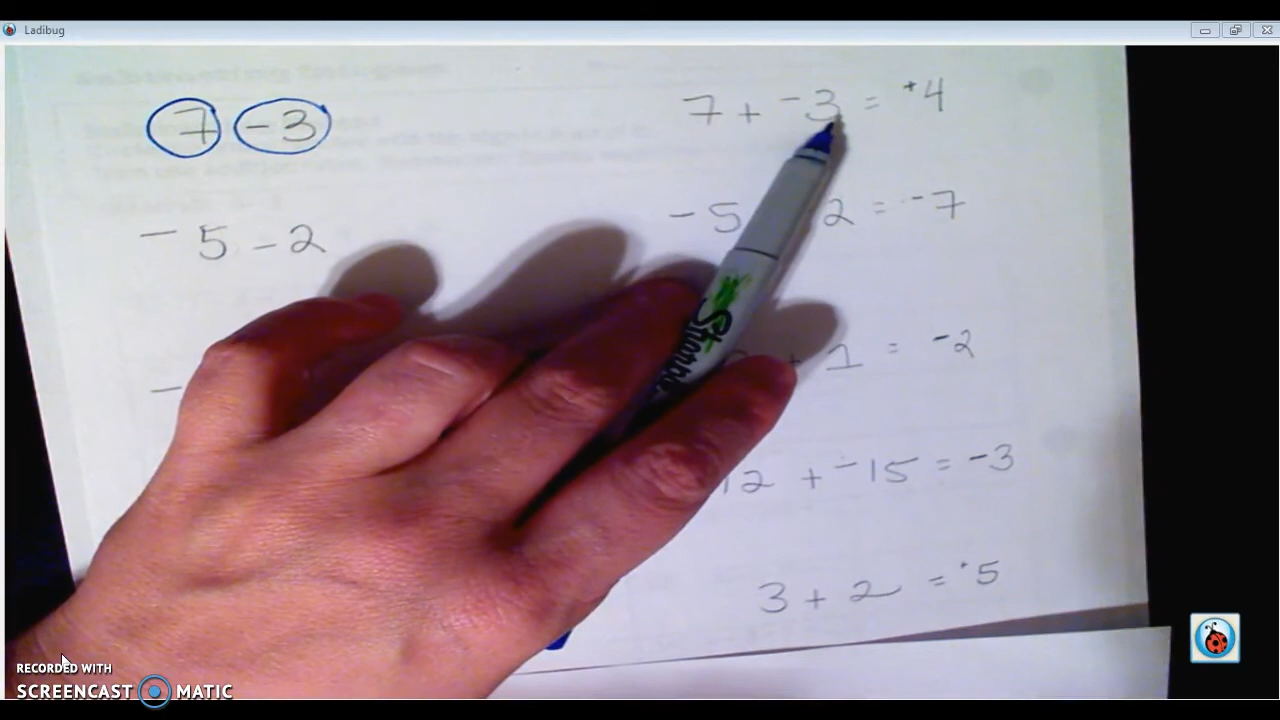 Ladibug
7 -3
7 + -3 = +4
-5 -2
-5 2 = -7
+ 1 = -2
-
12 + -15 = -3
3 + 2 = +5
Sharpie
RECORDED WITH
SCREENCAST MATIC